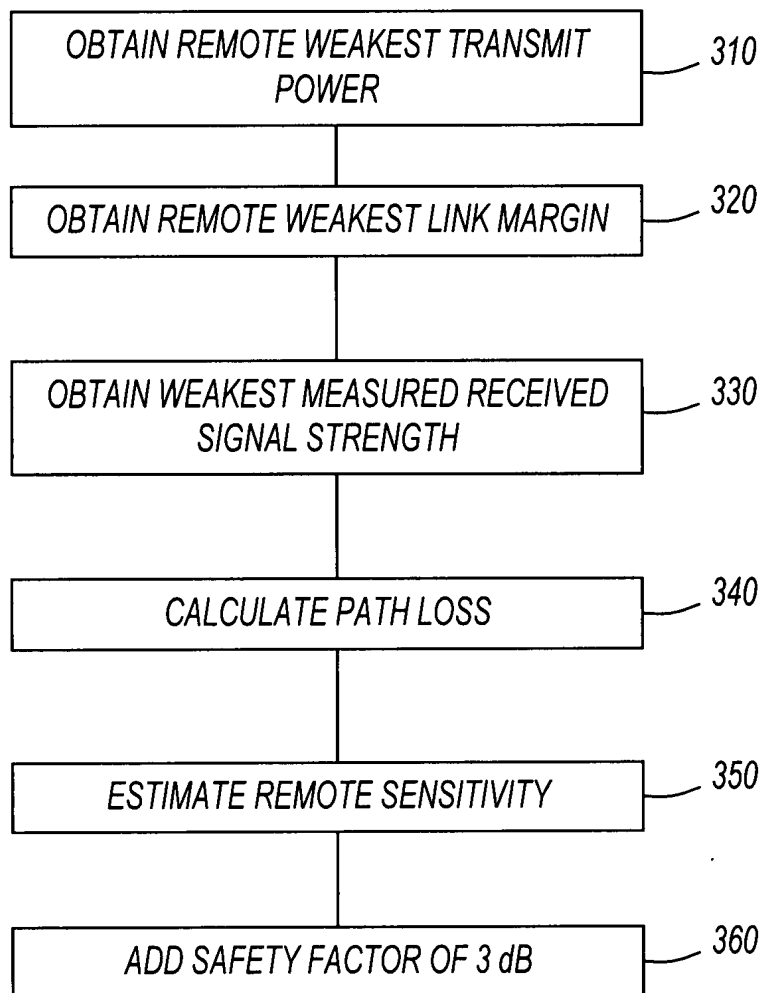 OBTAIN REMOTE WEAKEST TRANSMIT
POWER
310
OBTAIN REMOTE WEAKEST LINK MARGIN
320
OBTAIN WEAKEST MEASURED RECEIVED
SIGNAL STRENGTH
330
CALCULATE PATH LOSS
340
ESTIMATE REMOTE SENSITIVITY
350
ADD SAFETY FACTOR OF 3 dB
360